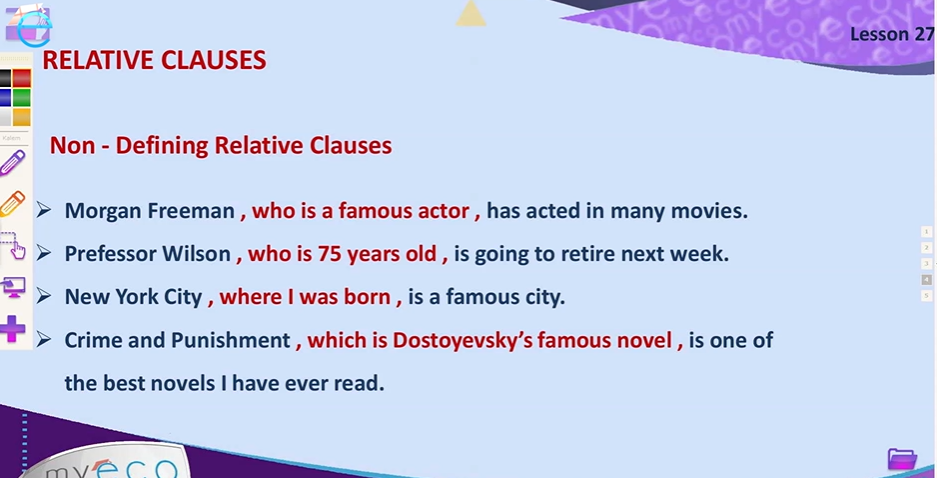 Lesson 27
RELATIVE CLAUSES
Non - Defining Relative Clauses
Morgan Freeman , who is a famous actor , has acted in many movies.
Prefessor Wilson , who is 75 years old , is going to retire next week.
New York City , where I was born , is a famous city.
Crime and Punishment , which is Dostoyevsky’s famous novel , is one of
the best novels I have ever read.
1
2
3
4
5
myeco